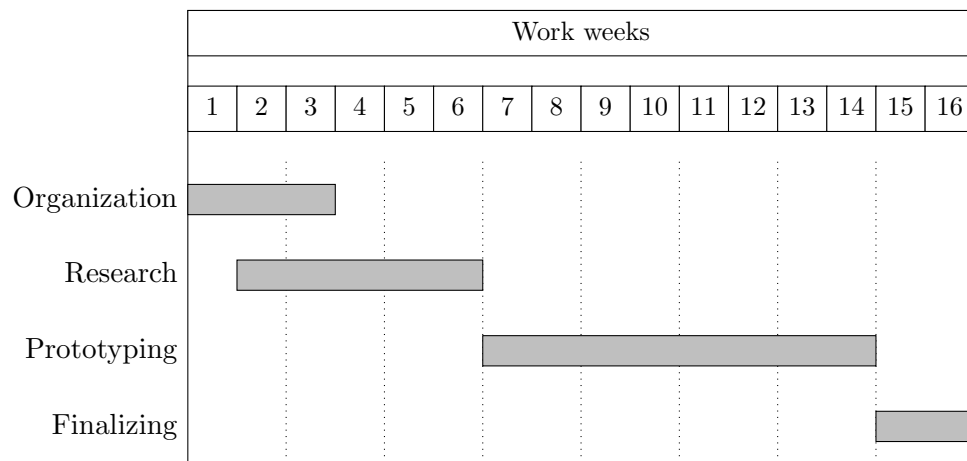 Work weeks
1 2 3 4 5 6 7 8 9 10 11 12 13 14 15 16
Organization
Research
Prototyping
Finalizing